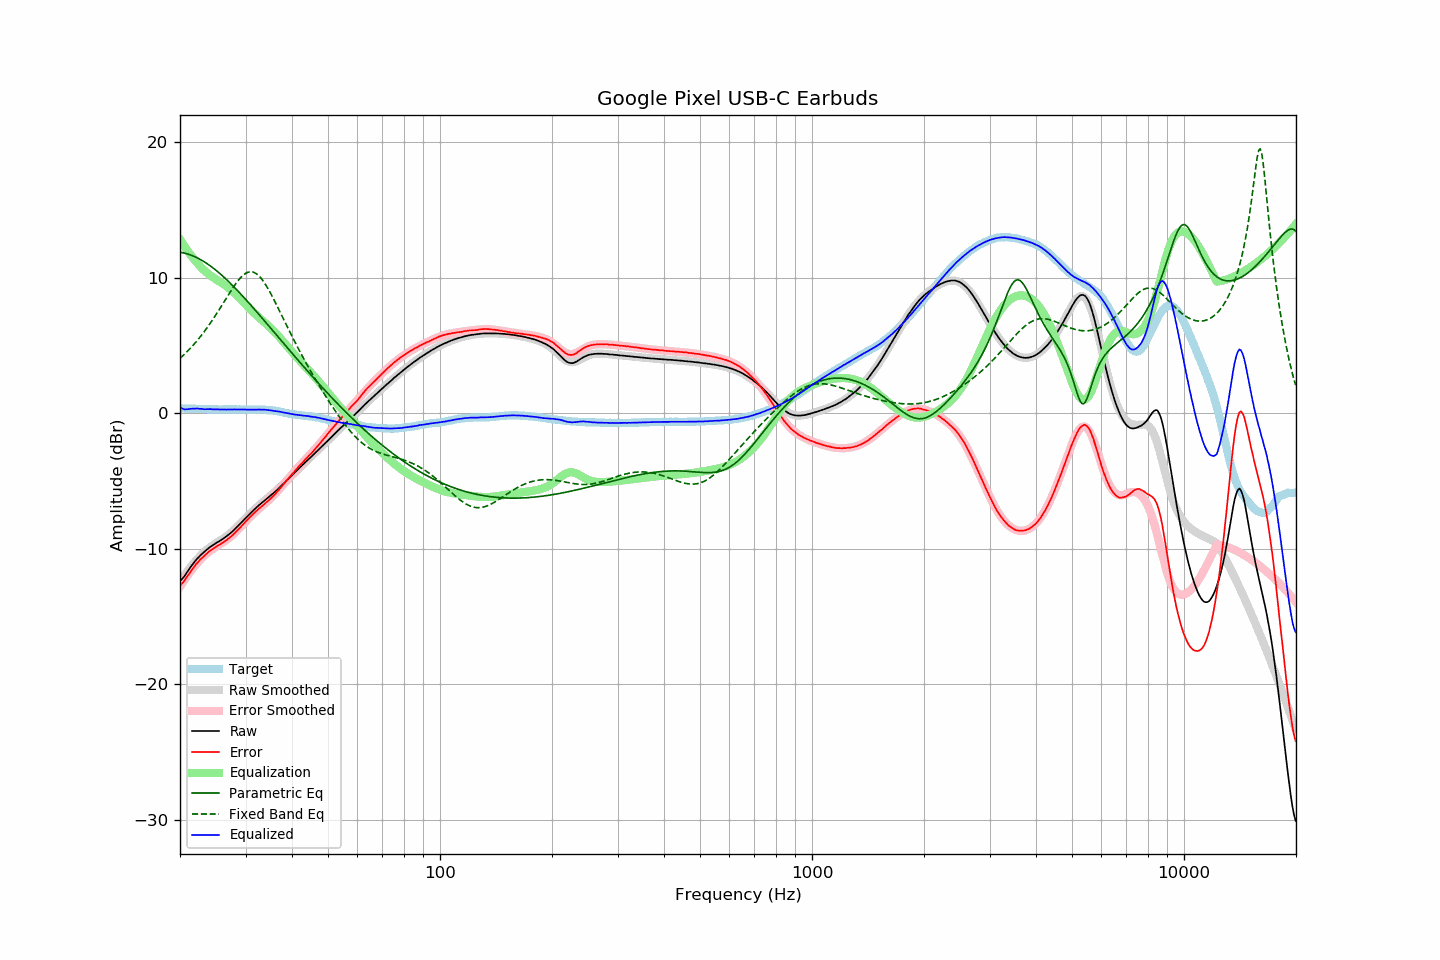 Google Pixel USB-C Earbuds
20
10
0
−10
−20
−30
Amplitude (dBr)
Target
Raw Smoothed
Error Smoothed
Raw
Error
Equalization
Parametric Eq
Fixed Band Eq
Equalized
100
1000
10000
Frequency (Hz)